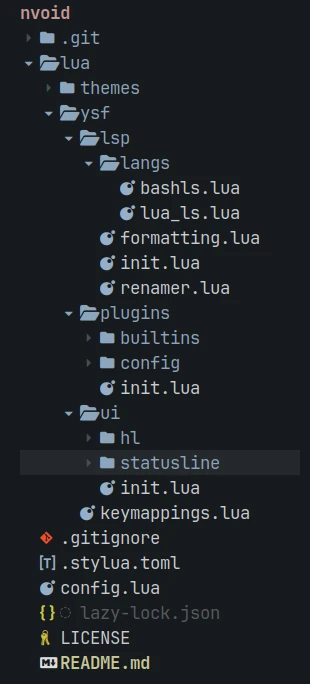 nvoid
.git
lua
themes
ysf
lsp
langs
bashls.lua
lua_ls.lua
formatting.lua
init.lua
renamer.lua
plugins
builtins
config
init.lua
ui
hl
statusline
init.lua
keymappings.lua
.gitignore
[T] .stylua.toml
config.lua
{} lazy-lock.json
LICENSE
M↓ README.md